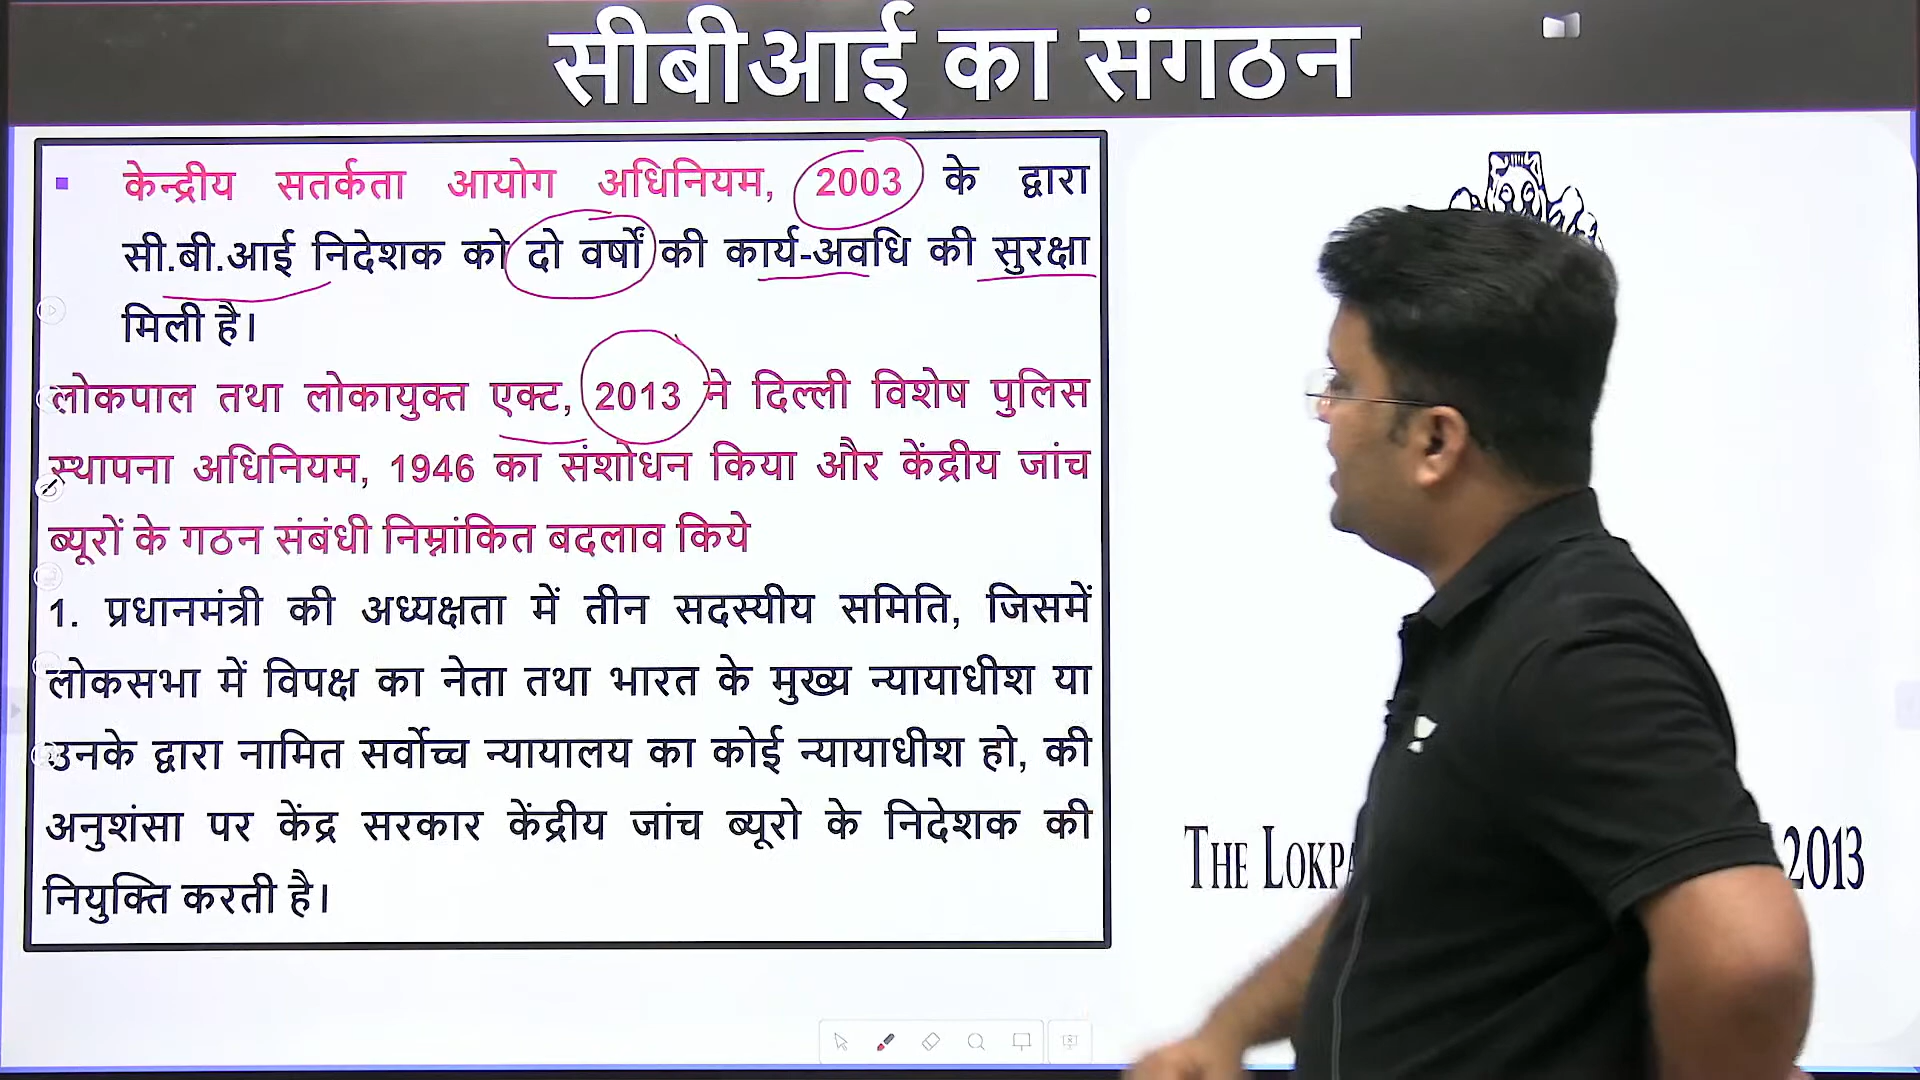 सीबीआई का संगठन
केन्द्रीय सतर्कता आयोग अधिनियम, 2003 के द्वारा
सी.बी.आई निदेशक को दो वर्षों की कार्य-अवधि की सुरक्षा
मिली है।
लोकपाल तथा लोकायुक्त एक्ट, 2013 ने दिल्ली विशेष पुलिस
स्थापना अधिनियम, 1946 का संशोधन किया और केंद्रीय जांच
ब्यूरों के गठन संबंधी निम्नांकित बदलाव किये
1. प्रधानमंत्री की अध्यक्षता में तीन सदस्यीय समिति, जिसमें
लोकसभा में विपक्ष का नेता तथा भारत के मुख्य न्यायाधीश या
उनके द्वारा नामित सर्वोच्च न्यायालय का कोई न्यायाधीश हो, की
अनुशंसा पर केंद्र सरकार केंद्रीय जांच ब्यूरो के निदेशक की
नियुक्ति करती है।
THE 2013